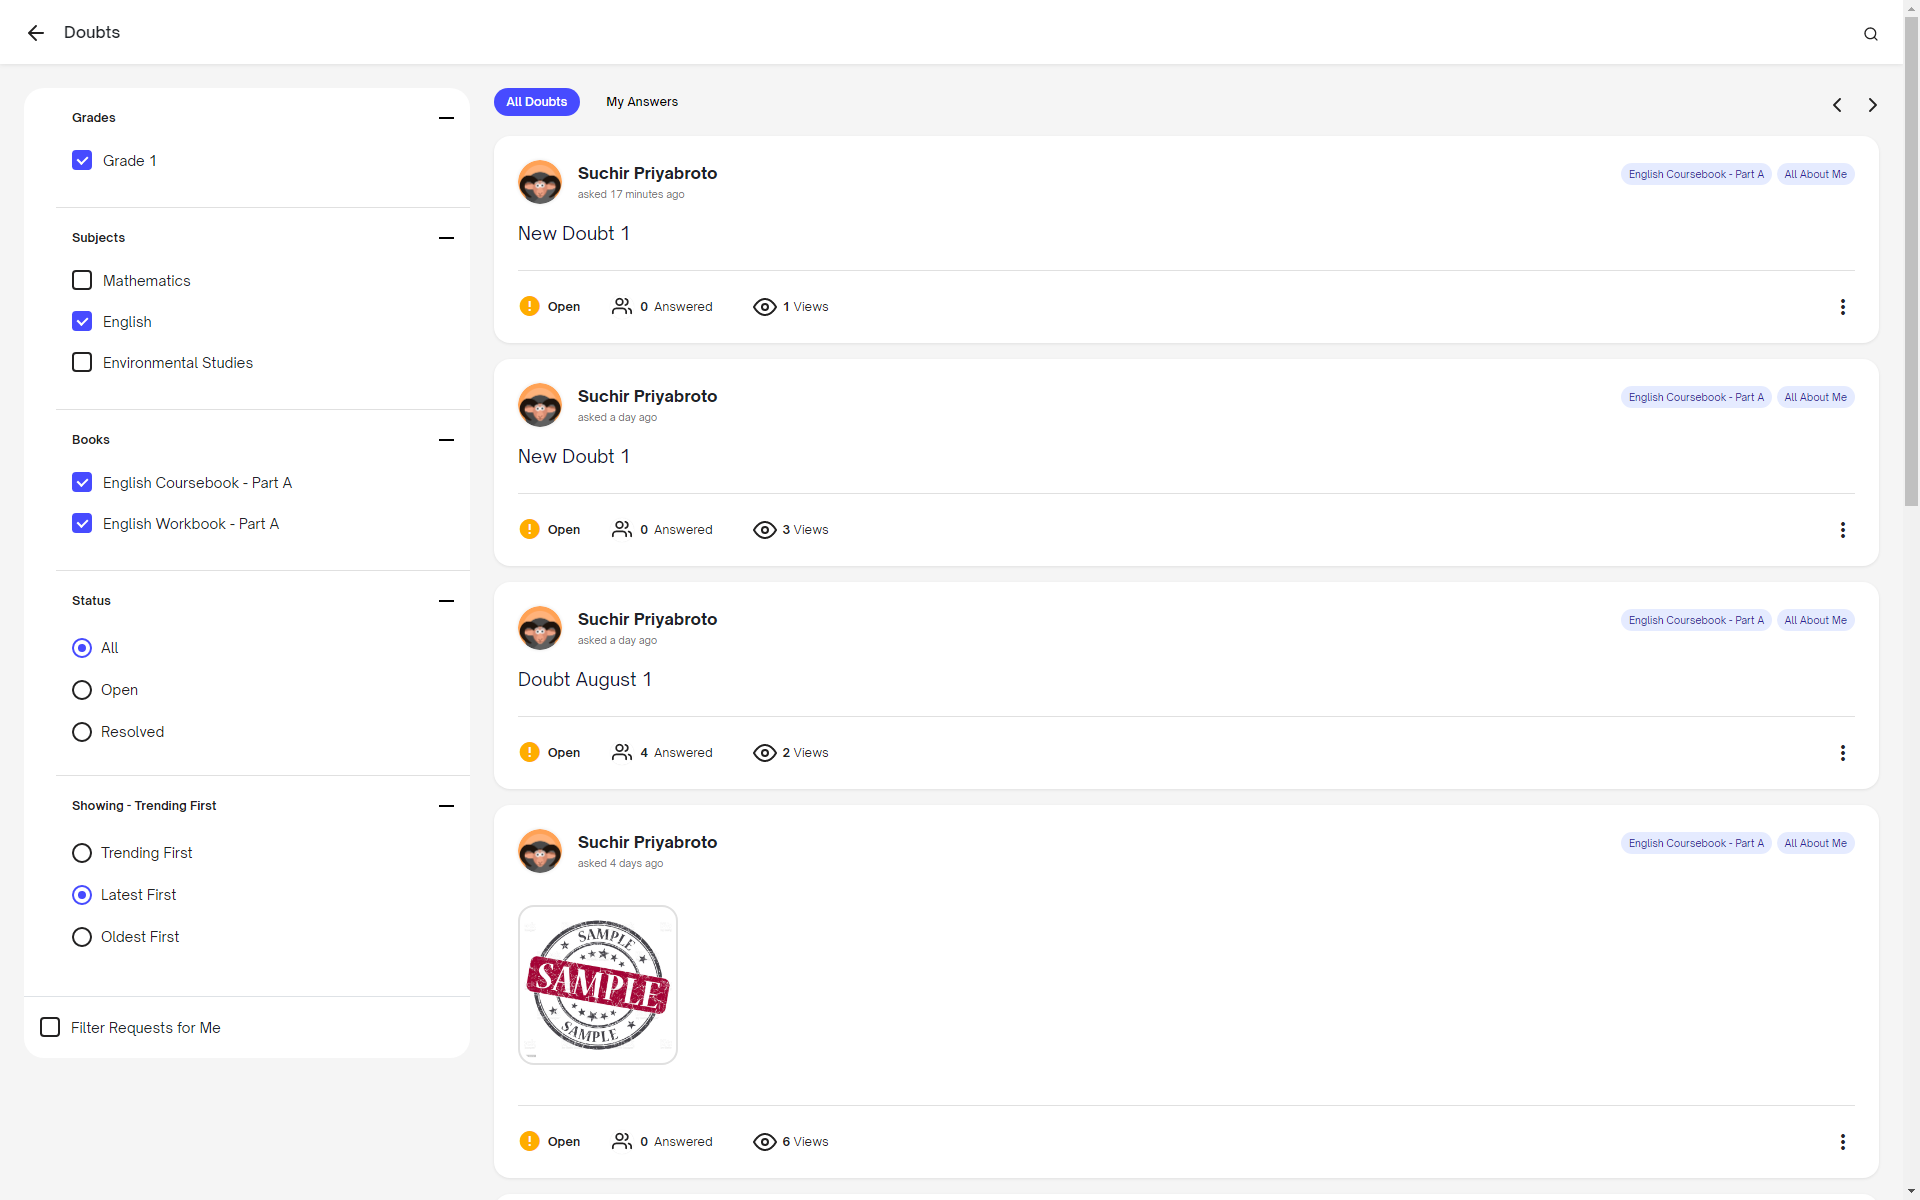 Doubts
Grades
Grade 1
Subjects
Mathematics
English
Environmental Studies
Books
English Coursebook - Part A
English Workbook - Part A
Status
All
Open
Resolved
Showing - Trending First
Trending First
Latest First
Oldest First
Filter Requests for Me
All Doubts
My Answers
Suchir Priyabroto
asked 17 minutes ago
English Coursebook - Part A
All About Me
New Doubt 1
Open
0 Answered
1 Views
Suchir Priyabroto
asked a day ago
English Coursebook - Part A
All About Me
New Doubt 1
Open
0 Answered
3 Views
Suchir Priyabroto
asked a day ago
English Coursebook - Part A
All About Me
Doubt August 1
Open
4 Answered
2 Views
Suchir Priyabroto
asked 4 days ago
English Coursebook - Part A
All About Me
SAMPLE
SAMPLE
SAMPLE
Open
0 Answered
6 Views